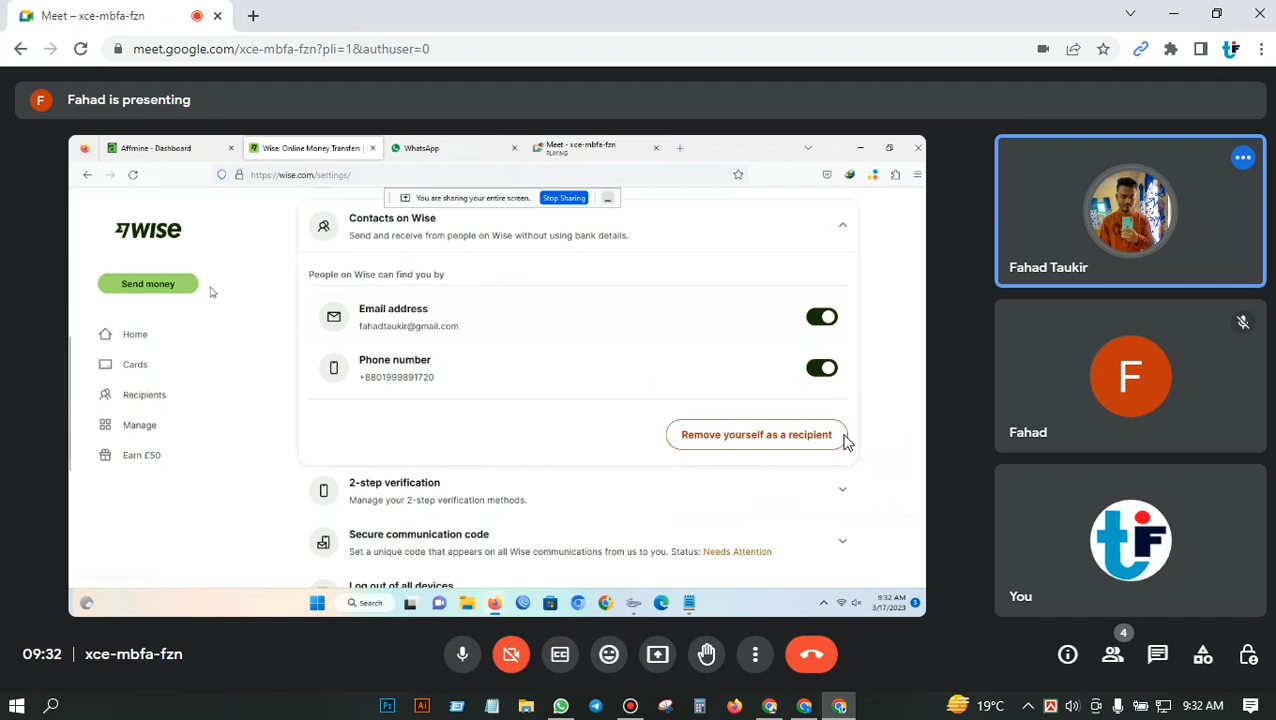 Meet – xce-mbfa-fzn
meet.google.com/xce-mbfa-fzn?pli=1&authuser=0
F
Fahad is presenting
Affmine - Dashboard
Wise: Online Money Transfers |
WhatsApp
Meet - xce-mbfa-fzn
PLAYING
https://wise.com/settings/
You are sharing your entire screen.
Stop Sharing
WISE
Send money
Home
Cards
Recipients
Manage
Earn £50
Contacts on Wise
Send and receive from people on Wise without using bank details.
People on Wise can find you by
Email address
fahadtaukir@gmail.com
Phone number
+8801999891720
Remove yourself as a recipient
2-step verification
Manage your 2-step verification methods.
Secure communication code
Set a unique code that appears on all Wise communications from us to you. Status: Needs Attention
Log out of all devices
Search
9:32 AM
3/17/2023
3
Fahad Taukir
F
Fahad
tF
You
09:32 | xce-mbfa-fzn
4
Ps
Ai
19°C
9:32 AM